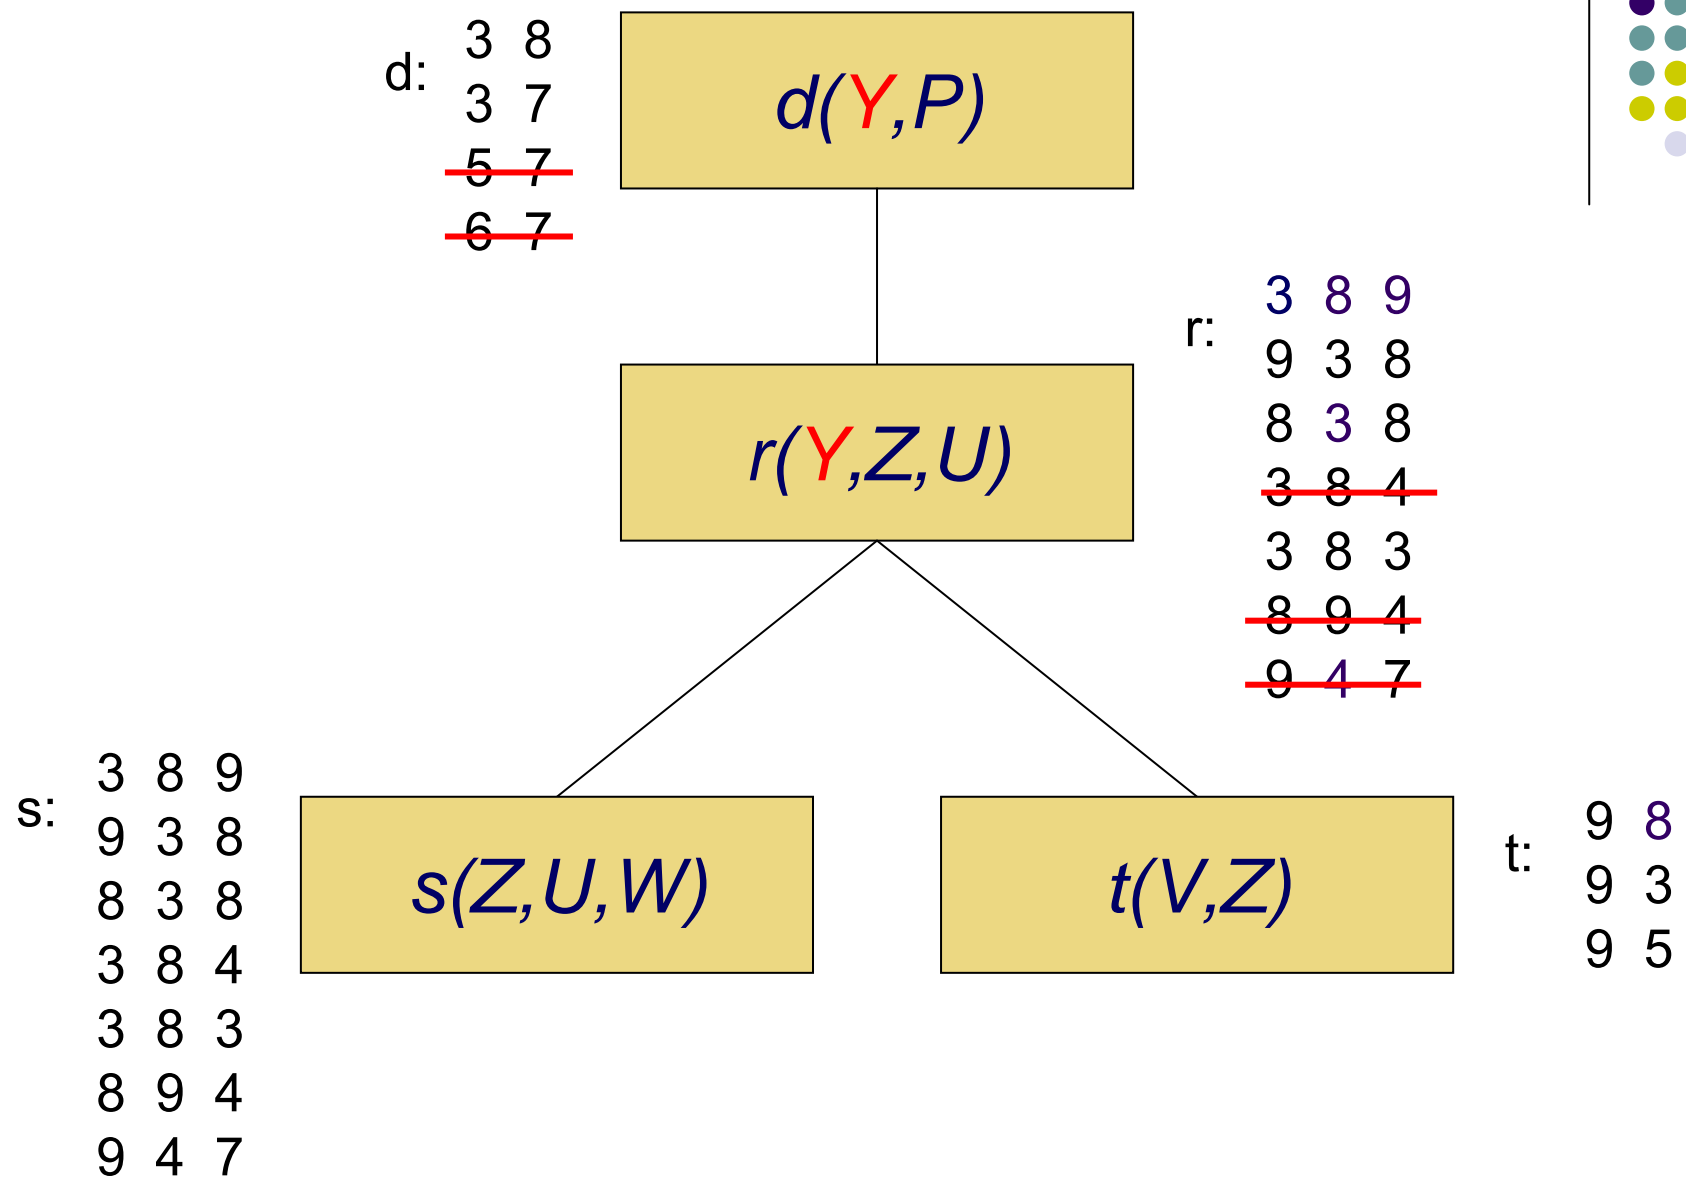 d:
3 8
3 7
5 7
6 7
d(Y,P)
r:
3 8 9
9 3 8
8 3 8
3 8 4
3 8 3
8 9 4
9 4 7
r(Y,Z,U)
s:
3 8 9
9 3 8
8 3 8
3 8 4
3 8 3
8 9 4
9 4 7
s(Z,U,W)
t(V,Z)
t:
9 8
9 3
9 5